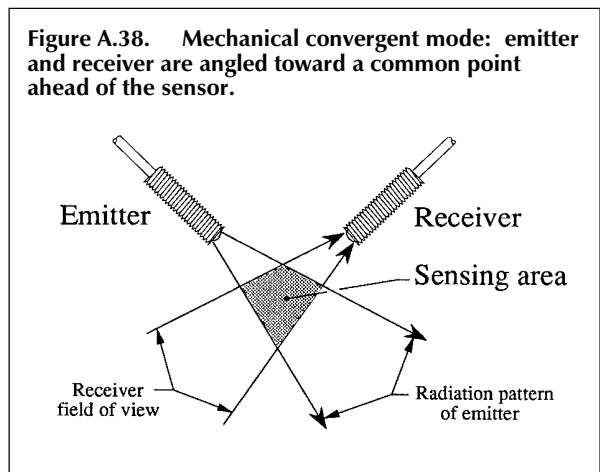 Figure A.38. Mechanical convergent mode: emitter
and receiver are angled toward a common point
ahead of the sensor.
Emitter
Receiver
Sensing area
Receiver
field of view
Radiation pattern
of emitter